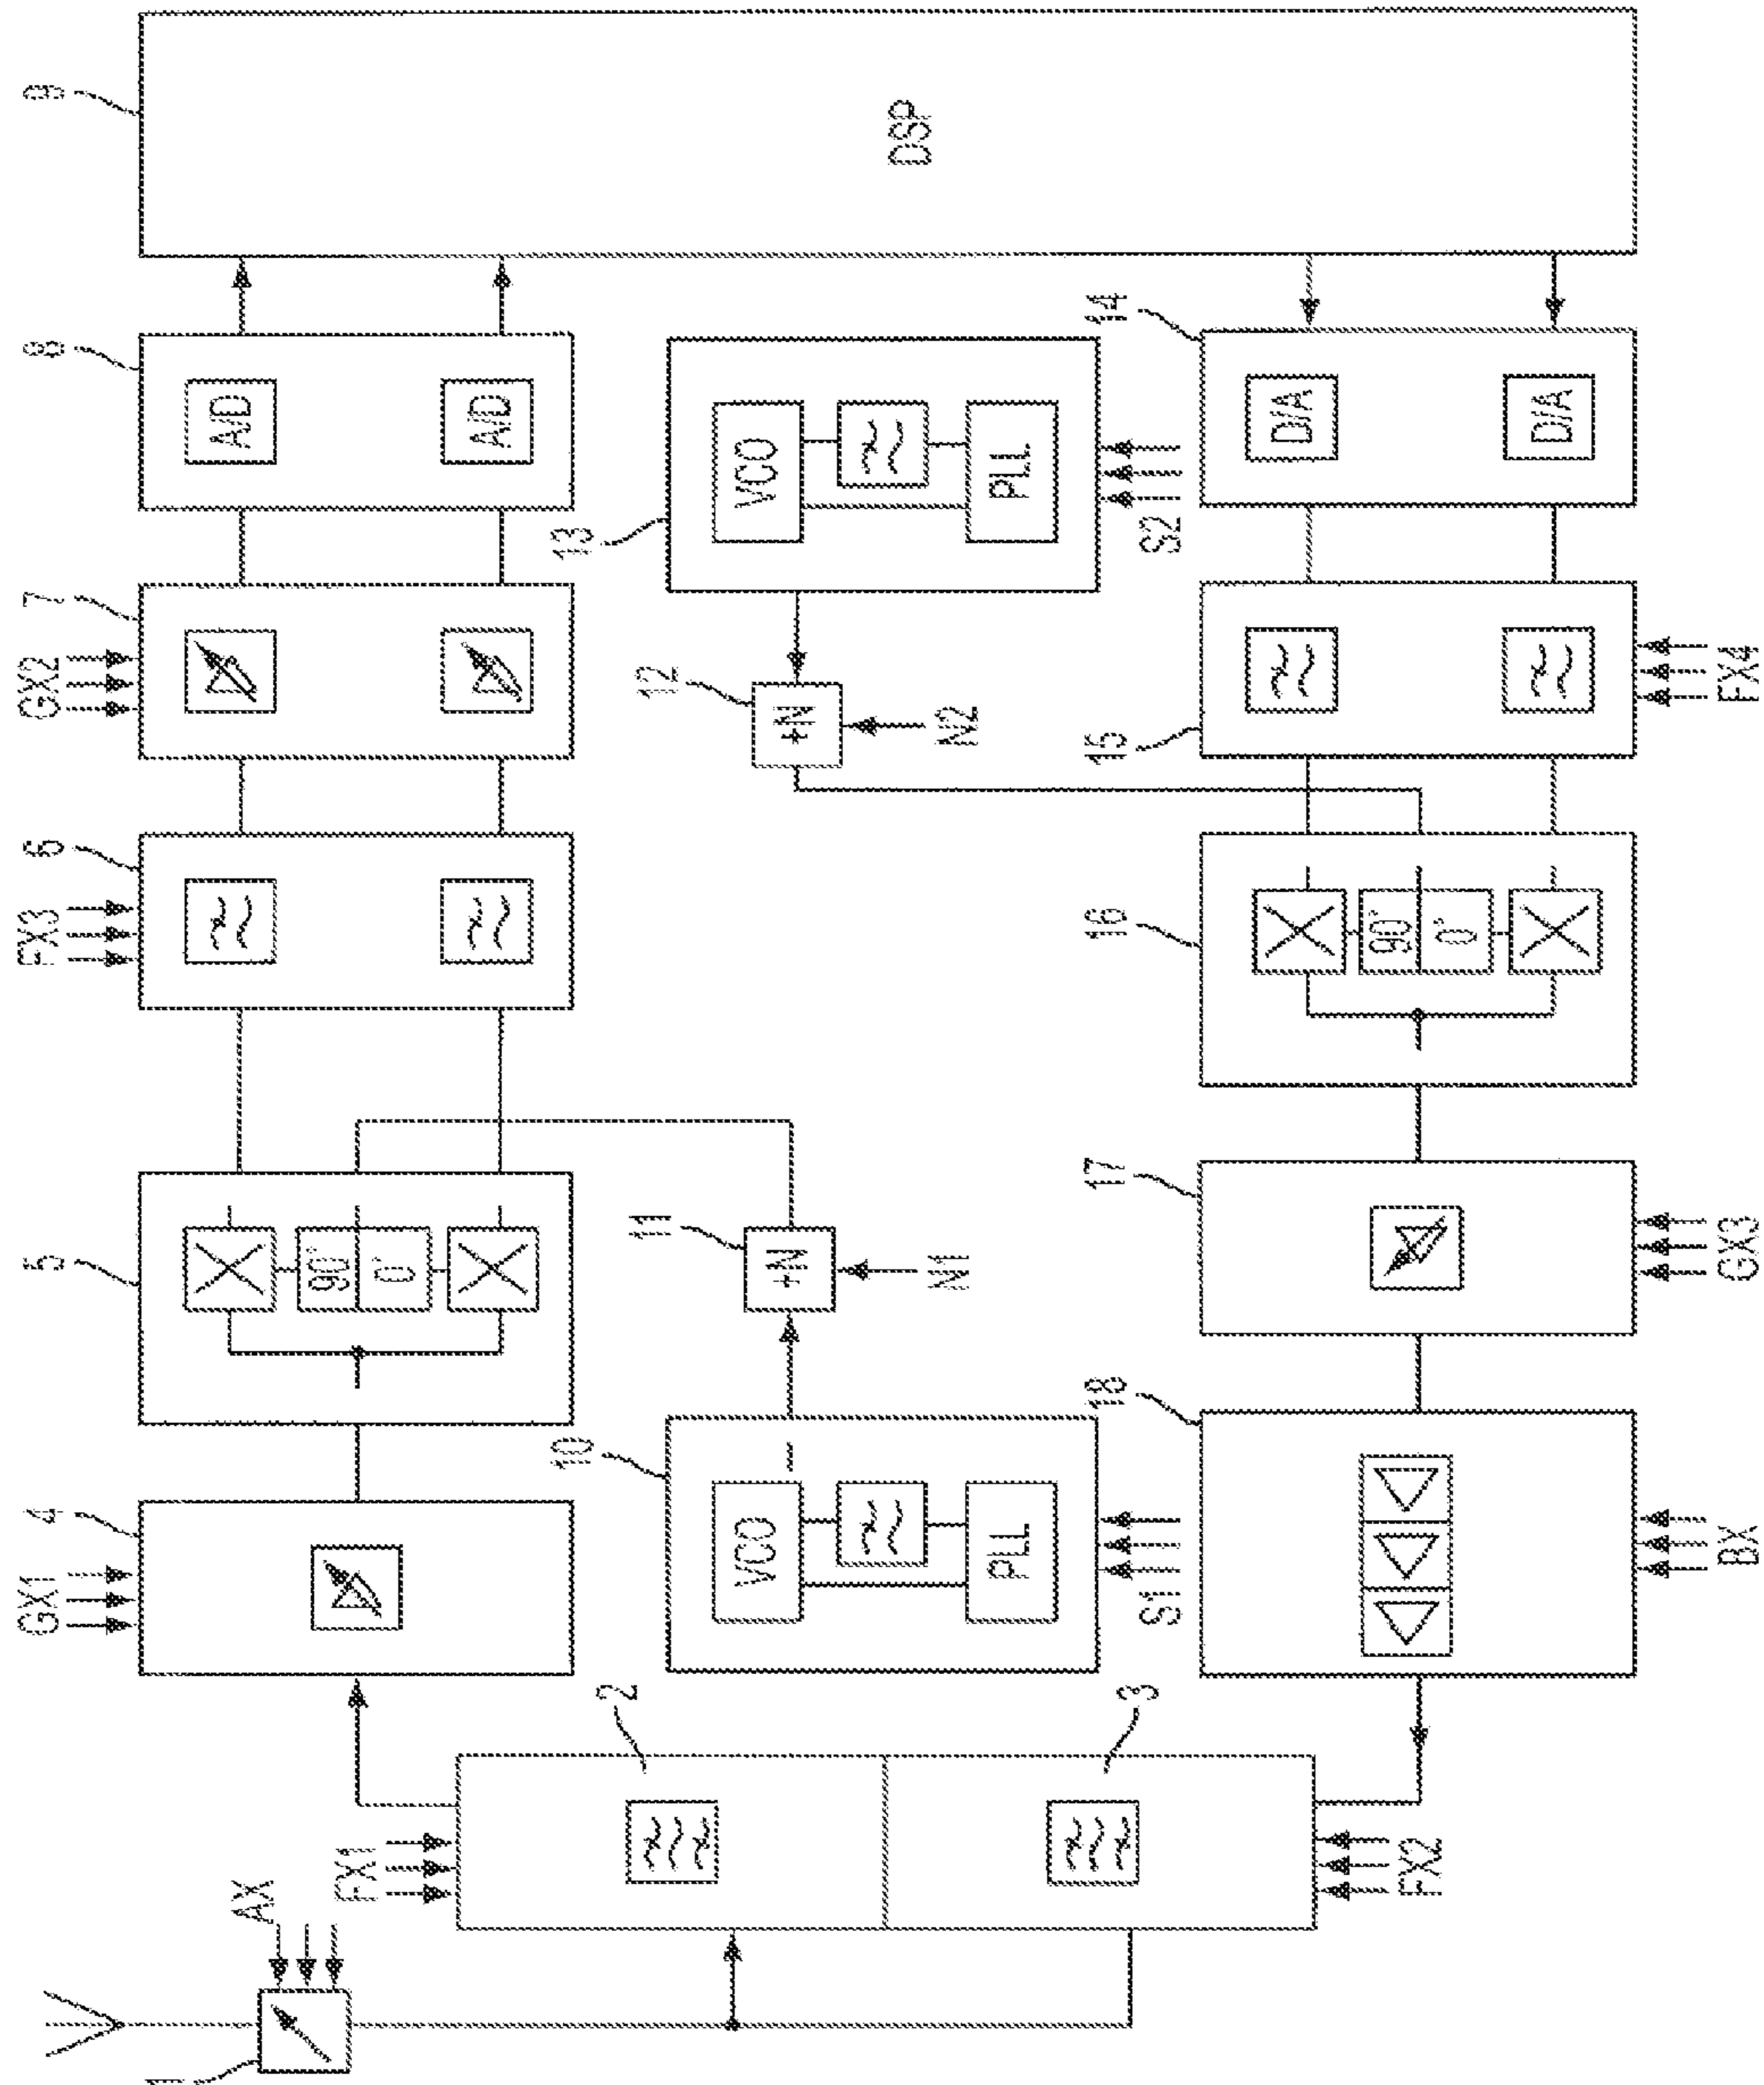 9
DSP
8
A/D
A/D
7
GX2
6
FX3
5
90°
0°
4
GX1
14
D/A
D/A
13
VCO
PLL
S2
12
+N
N2
15
FX4
16
90°
0°
11
+N
N1
17
GX3
10
VCO
PLL
S1
18
BX
2
3
FX1
FX2
AX
1